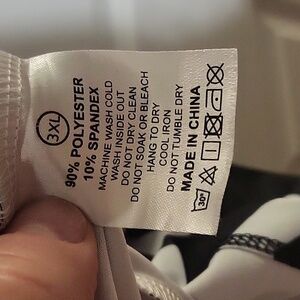 3XL
90% POLYESTER
10% SPANDEX
MACHINE WASH COLD
WASH INSIDE OUT
DO NOT DRY CLEAN
DO NOT SOAK OR BLEACH
HANG TO DRY
COOL IRON
DO NOT TUMBLE DRY
MADE IN CHINA
30°